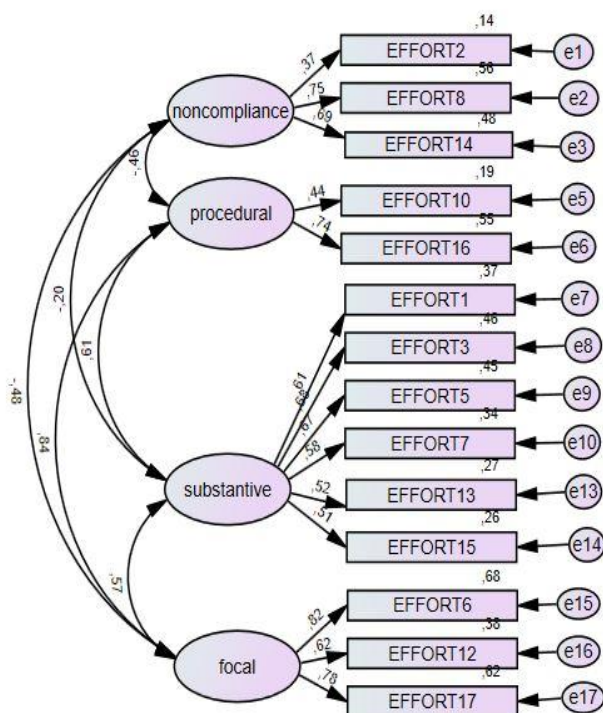 ,14
,37
EFFORT2
e1
,56
noncompliance
,75
EFFORT8
e2
,48
,69
EFFORT14
e3
-,46
,19
procedural
,44
EFFORT10
e5
,55
,74
EFFORT16
e6
,37
EFFORT1
e7
-,20
,61
,46
EFFORT3
e8
-,48
,84
,61
,68
,45
,67
EFFORT5
e9
,34
,58
EFFORT7
e10
,27
substantive
,52
EFFORT13
e13
,26
,51
EFFORT15
e14
,57
,68
,82
EFFORT6
e15
,38
focal
,62
EFFORT12
e16
,62
,78
EFFORT17
e17